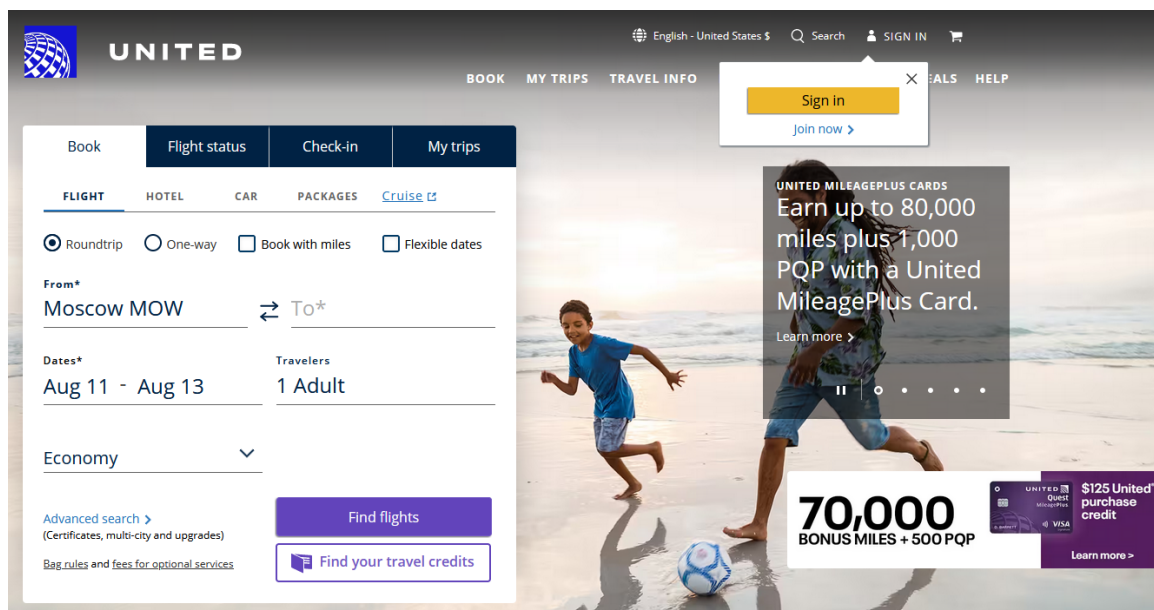 UNITED
English - United States $
Search
SIGN IN
BOOK
MY TRIPS
TRAVEL INFO
HELP
Sign in
Join now
Book
Flight status
Check-in
My trips
FLIGHT
HOTEL
CAR
PACKAGES
Cruise
Roundtrip
One-way
Book with miles
Flexible dates
From*
Moscow MOW
To*
Dates*
Aug 11 - Aug 13
Travelers
1 Adult
Economy
Advanced search
(Certificates, multi-city and upgrades)
Bag rules and fees for optional services
Find flights
Find your travel credits
UNITED MILEAGEPLUS CARDS
Earn up to 80,000
miles plus 1,000
PQP with a United
MileagePlus Card.
Learn more
70,000
BONUS MILES + 500 PQP
UNITED
Quest
MileagePlus
VISA
$125 United®
purchase
credit
Learn more >